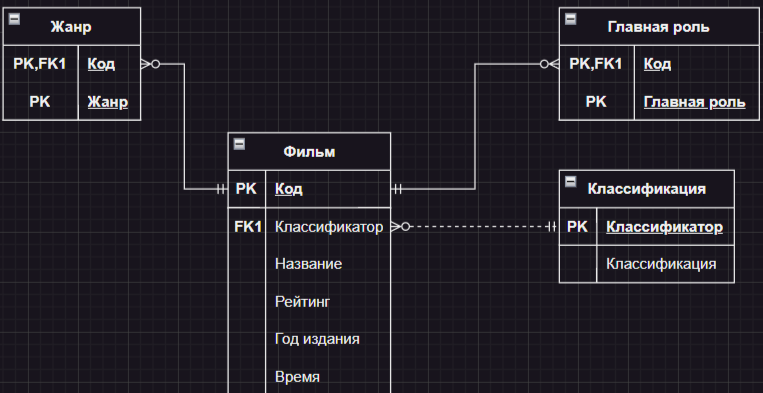 Жанр
PK,FK1 Код
PK Жанр
Главная роль
PK,FK1 Код
PK Главная роль
Фильм
PK Код
FK1 Классификатор
Название
Рейтинг
Год издания
Время
Классификация
PK Классификатор
Классификация